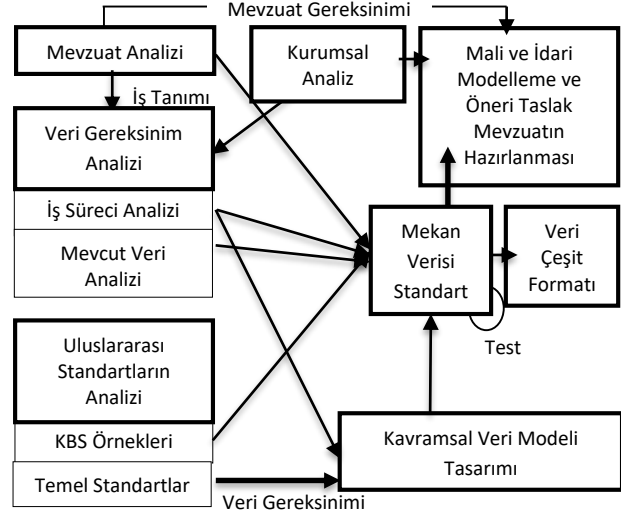 Mevzuat Gereksinimi
Mevzuat Analizi
Kurumsal
Analiz
Mali ve İdari
Modelleme ve
Öneri Taslak
Mevzuatın
Hazırlanması
İş Tanımı
Veri Gereksinim
Analizi
İş Süreci Analizi
Mevcut Veri
Analizi
Mekan
Verisi
Standart
Veri
Çeşit
Formatı
Test
Uluslararası
Standartların
Analizi
KBS Örnekleri
Temel Standartlar
Kavramsal Veri Modeli
Tasarımı
Veri Gereksinimi